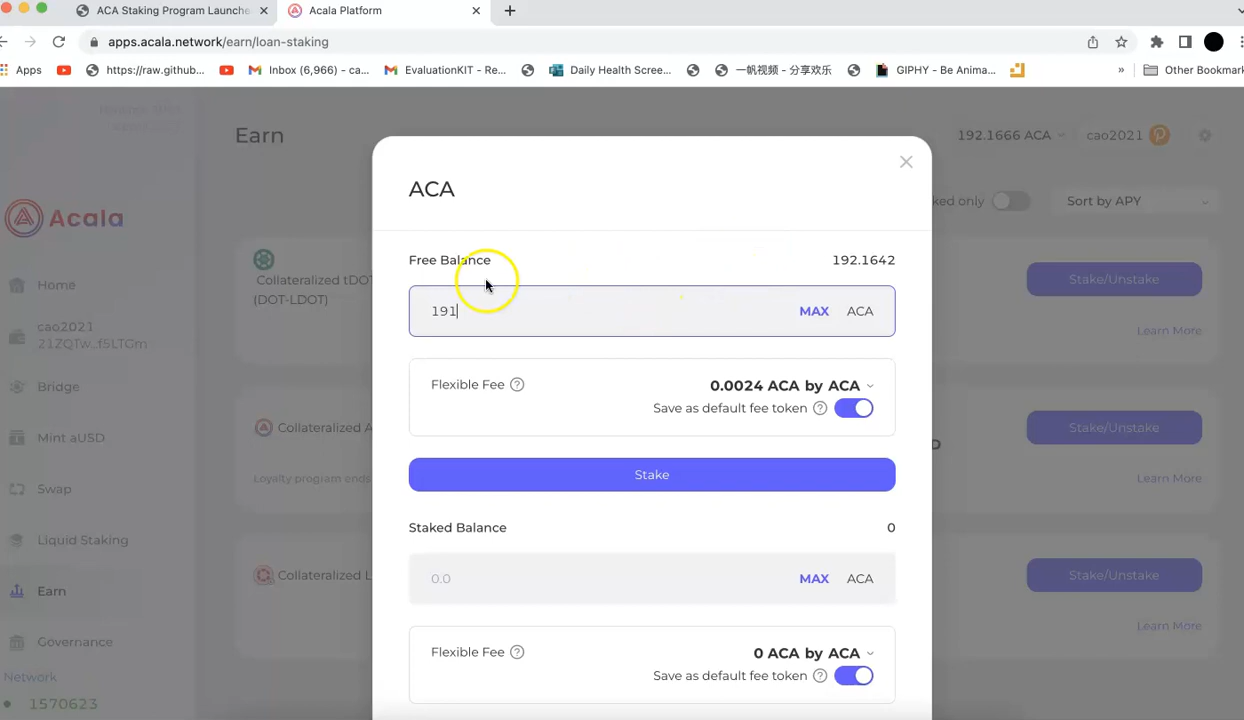 ACA Staking Program Launche
Acala Platform
apps.acala.network/earn/loan-staking
Apps
https://raw.github...
Inbox (6,966) – ca...
EvaluationKIT – Re...
Daily Health Scree...
一帆视频 - 分享欢乐
GIPHY - Be Anima...
»
Other Bookmark
Earn
192.1666 ACA
cao2021
Acala
ked only
Sort by APY
Home
cao2021
21ZQTw...f5LTGm
Bridge
Mint aUSD
Swap
Liquid Staking
Earn
Governance
Network
1570623
Collateralized tDOT
(DOT-LDOT)
Stake/Unstake
Learn More
Collateralized A
D
Stake/Unstake
Loyalty program ends
Learn More
Collateralized L
Stake/Unstake
Learn More
ACA
Free Balance
192.1642
191
MAX ACA
Flexible Fee ?
0.0024 ACA by ACA
Save as default fee token ?
Stake
Staked Balance
0
0.0
MAX ACA
Flexible Fee ?
0 ACA by ACA
Save as default fee token ?